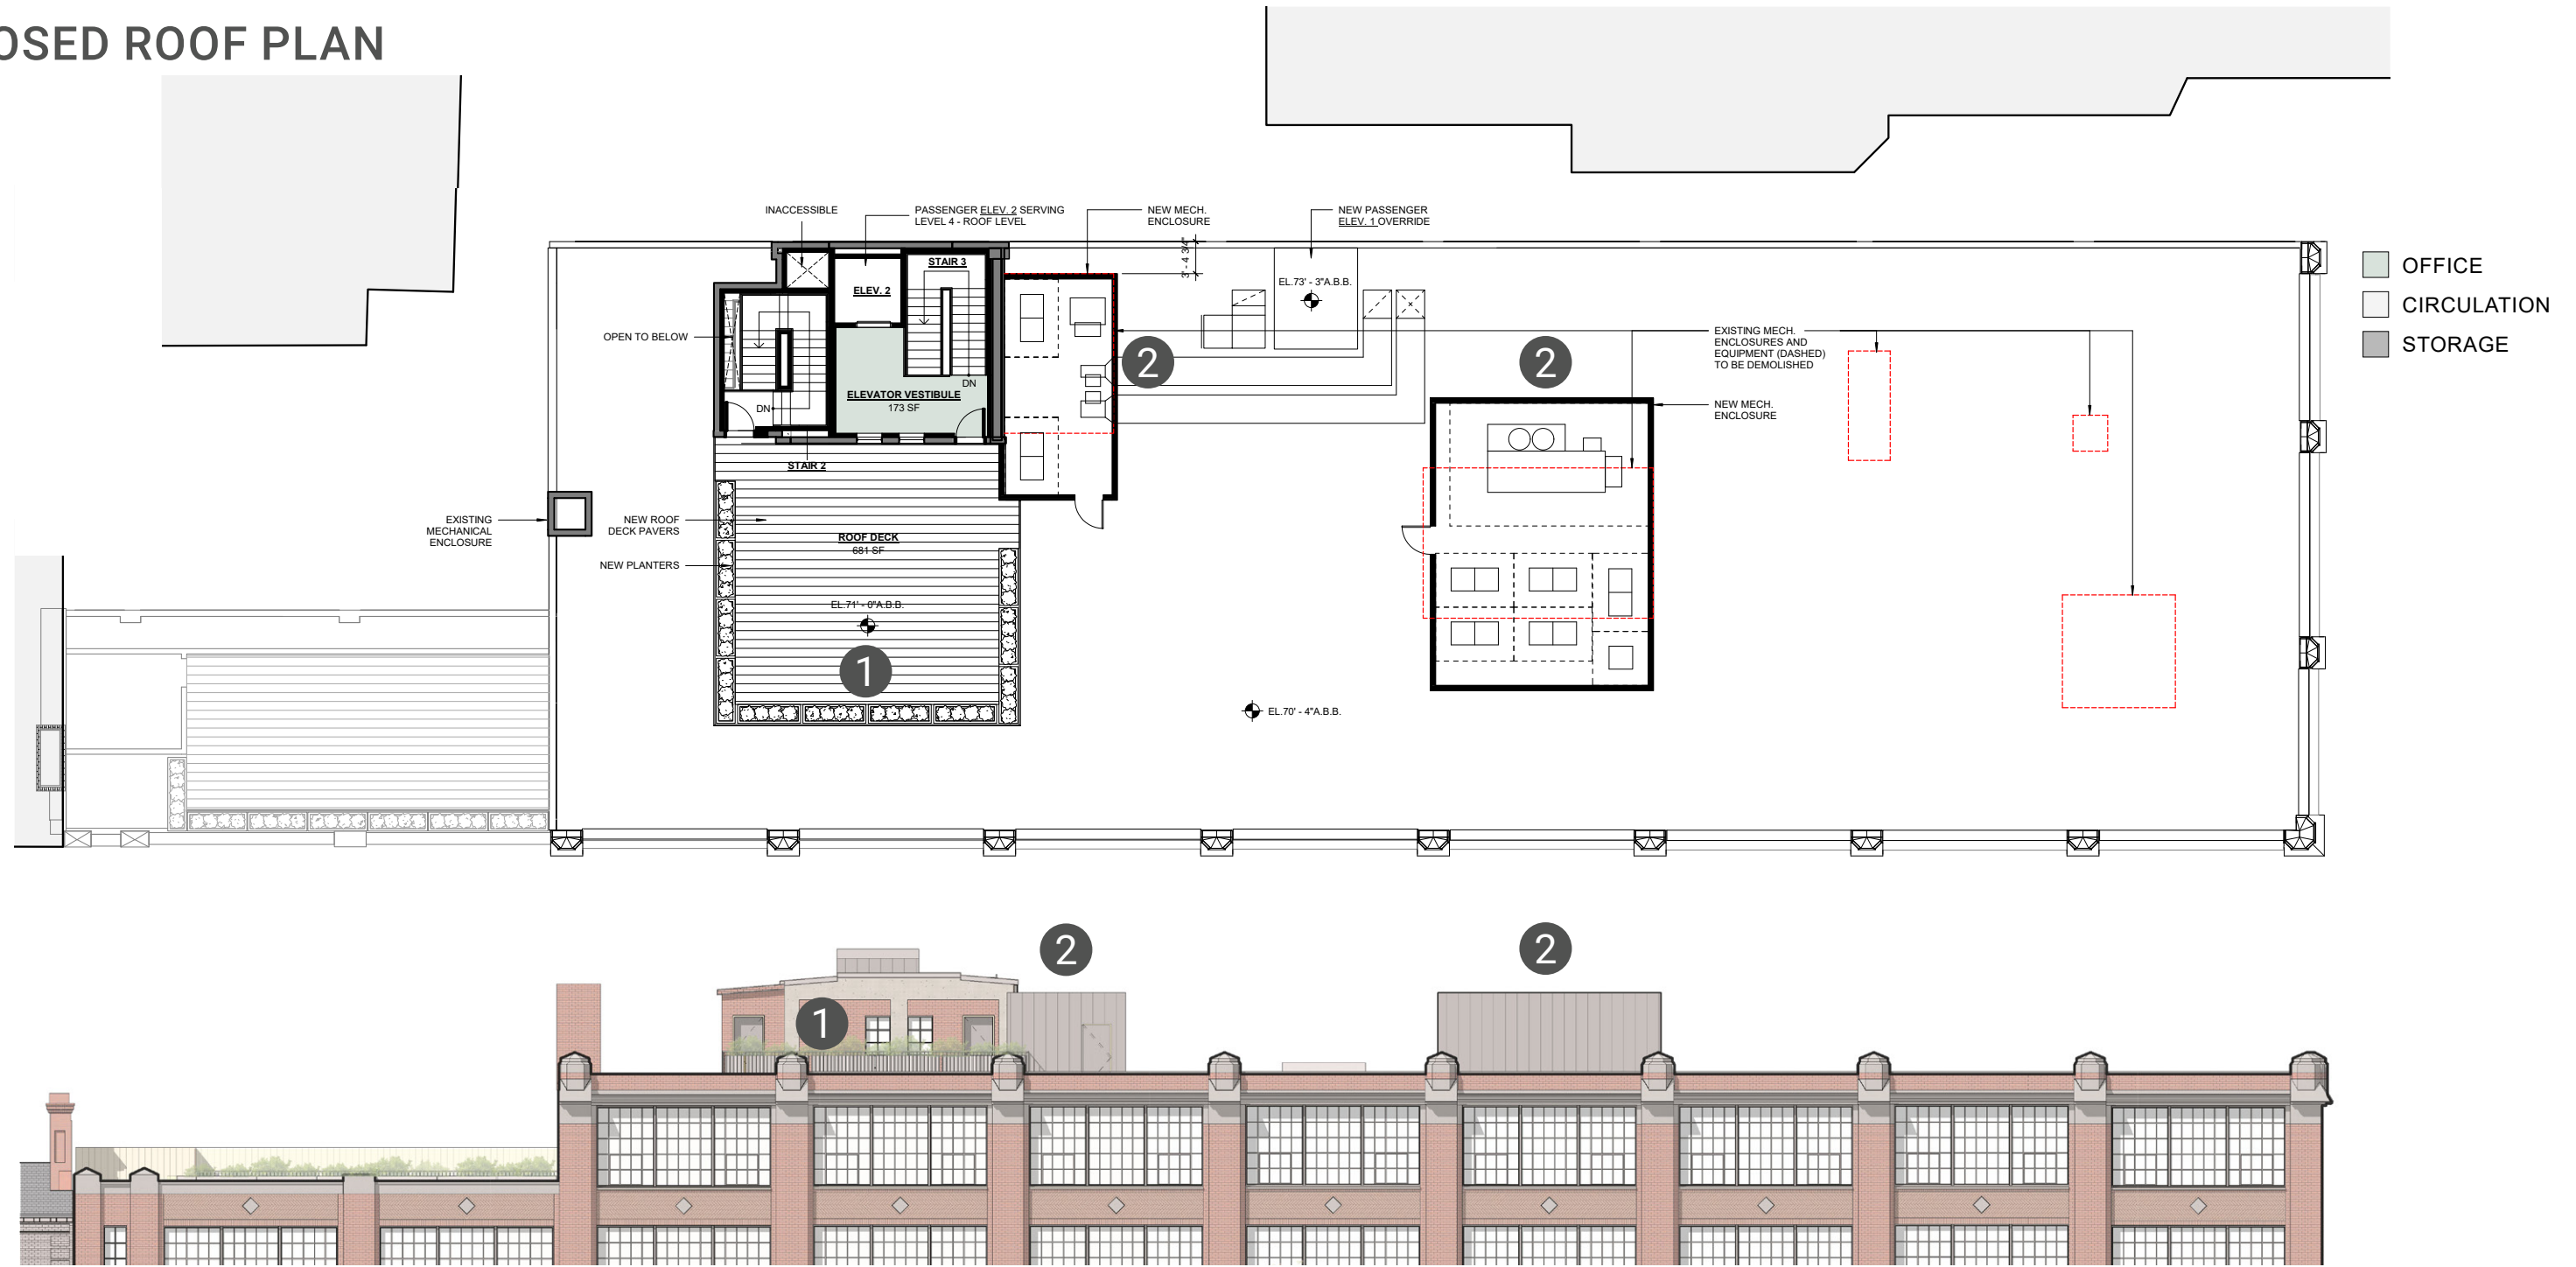 OSED ROOF PLAN
INACCESSIBLE
PASSENGER ELEV. 2 SERVING
LEVEL 4 - ROOF LEVEL
NEW MECH.
ENCLOSURE
NEW PASSENGER
ELEV. 1 OVERRIDE
3' - 4 3/4"
STAIR 3
ELEV. 2
EL.73' - 3"A.B.B.
OFFICE
CIRCULATION
STORAGE
OPEN TO BELOW
EXISTING MECH.
ENCLOSURES AND
EQUIPMENT (DASHED)
TO BE DEMOLISHED
2
2
DN
ELEVATOR VESTIBULE
173 SF
DN
NEW MECH.
ENCLOSURE
STAIR 2
EXISTING
MECHANICAL
ENCLOSURE
NEW ROOF
DECK PAVERS
ROOF DECK
681 SF
NEW PLANTERS
EL.71' - 0"A.B.B.
1
EL.70' - 4"A.B.B.
2
2
1